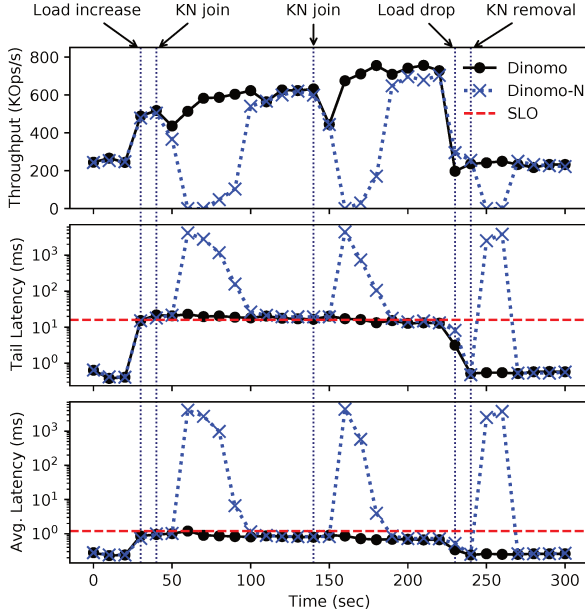 Load increase KN join KN join Load drop KN removal
Throughput (KOps/s)
800
600
400
200
0
Dinomo
Dinomo-N
SLO
Tail Latency (ms)
10³
10²
10¹
10⁰
Avg. Latency (ms)
10³
10²
10¹
10⁰
0 50 100 150 200 250 300
Time (sec)